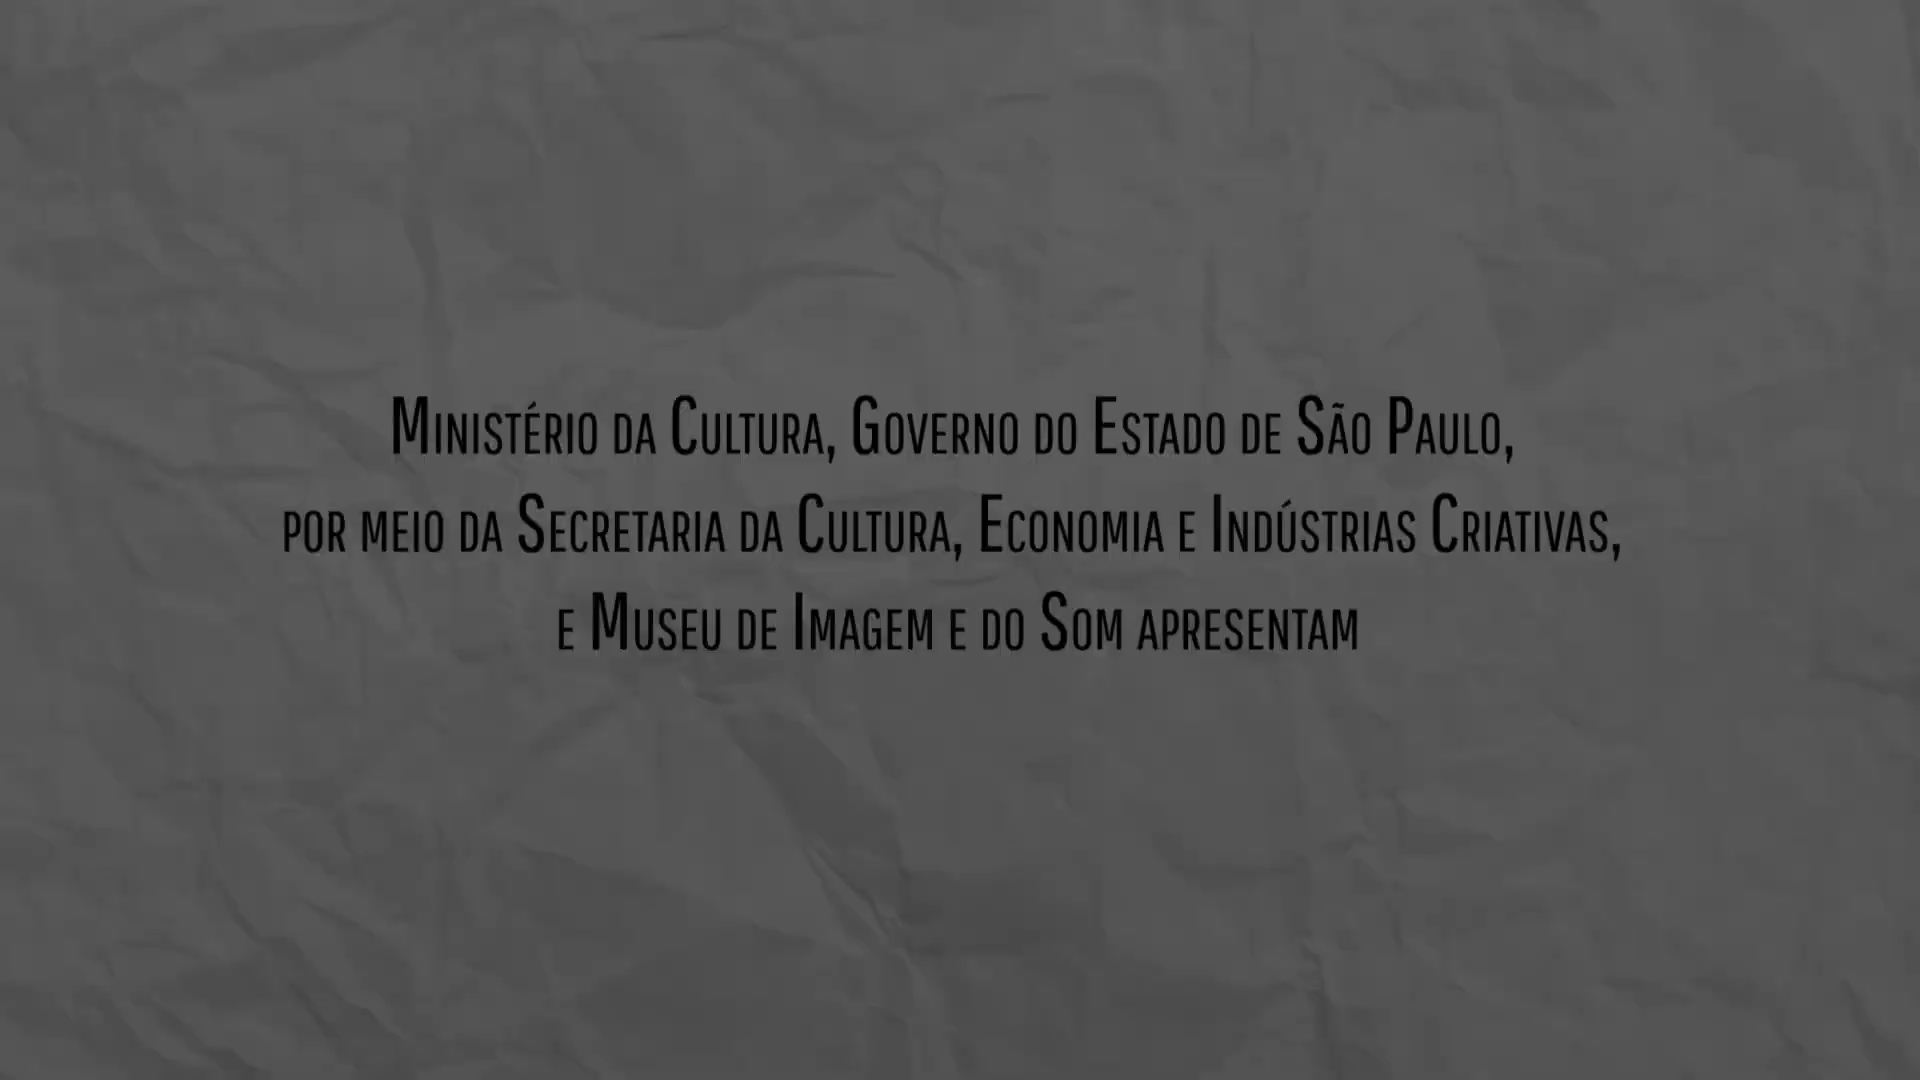 Ministério da Cultura, Governo do Estado de São Paulo,
por meio da Secretaria da Cultura, Economia e Indústrias Criativas,
e Museu de Imagem e do Som apresentam